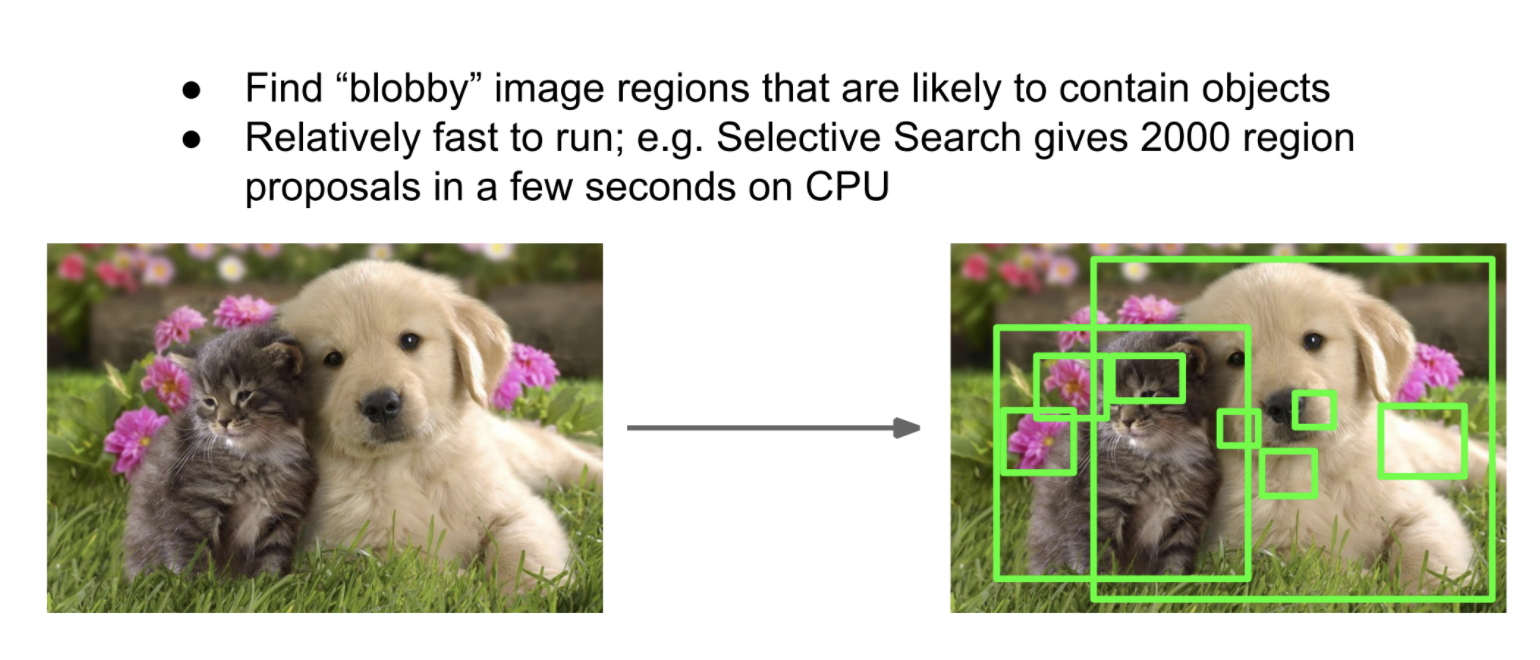 ● Find “blobby” image regions that are likely to contain objects
● Relatively fast to run; e.g. Selective Search gives 2000 region
proposals in a few seconds on CPU